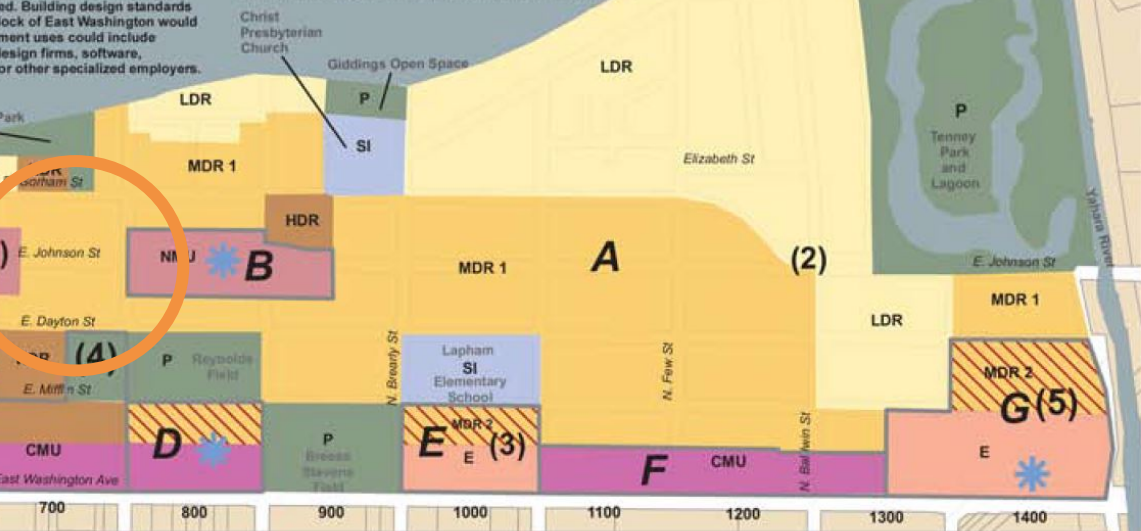 ed. Building design standards
lock of East Washington would
ment uses could include
design firms, software,
or other specialized employers.
Christ
Presbyterian
Church
Giddings Open Space
P
LDR
LDR
Park
SI
MDR 1
P
Tenney
Park
and
Lagoon
Elizabeth St
Gorham St
Yahara River
HDR
E. Johnson St
NMU
B
MDR 1
A
(2)
E. Johnson St
MDR 1
E. Dayton St
LDR
(4)
P
Reynolds
Field
N. Brearly St
Lapham
SI
Elementary
School
N. Few St
MDR 2
G (5)
E. Mifflin St
D
P
Breese
Stevens
Field
MDR 2
E
E
(3)
N. Baldwin St
CMU
F
CMU
E
East Washington Ave
700
800
900
1000
1100
1200
1300
1400